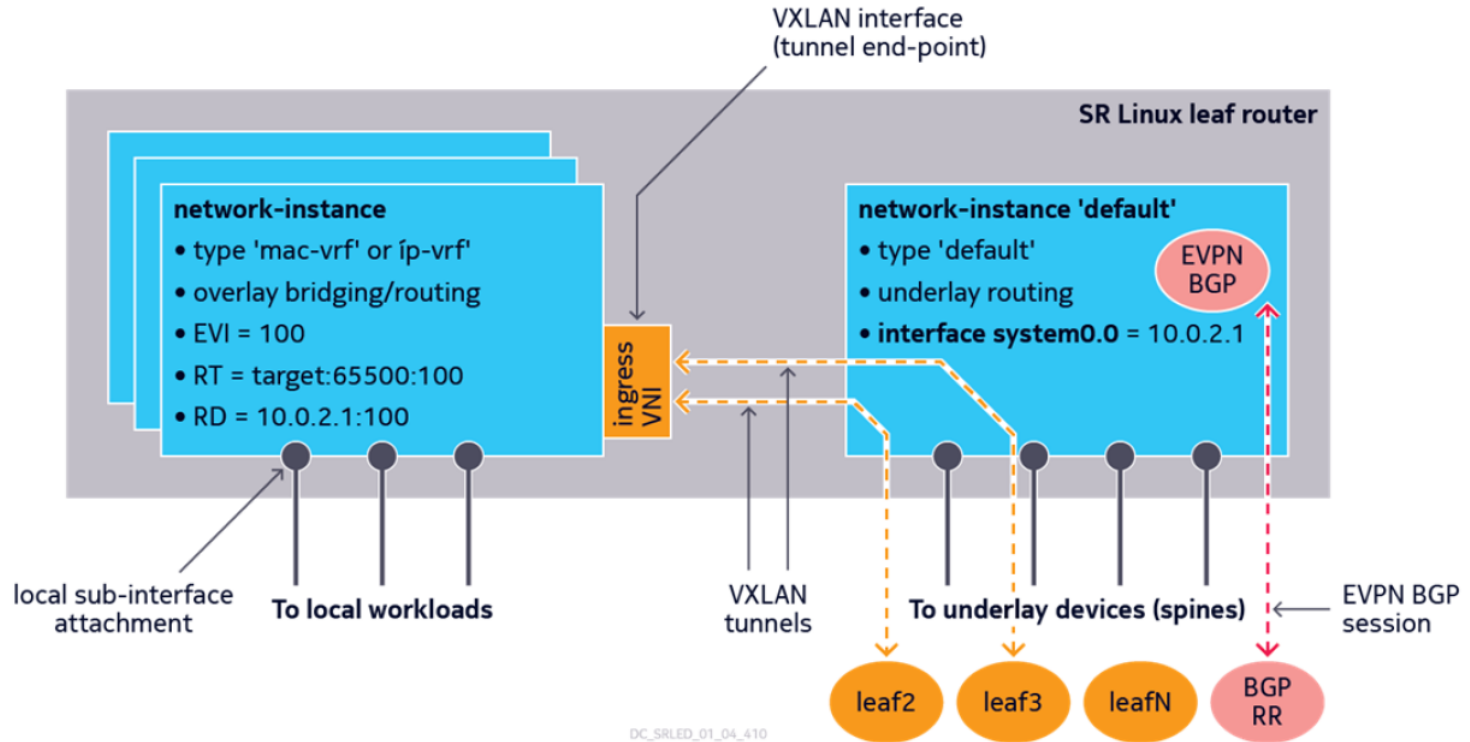 VXLAN interface
(tunnel end-point)
SR Linux leaf router
network-instance
• type 'mac-vrf' or íp-vrf'
• overlay bridging/routing
• EVI = 100
• RT = target:65500:100
• RD = 10.0.2.1:100
ingress
VNI
network-instance 'default'
• type 'default'
• underlay routing
• interface system0.0 = 10.0.2.1
EVPN
BGP
local sub-interface
attachment
To local workloads
VXLAN
tunnels
To underlay devices (spines)
EVPN BGP
session
leaf2
leaf3
leafN
BGP
RR
DC_SRLED_01_04_410